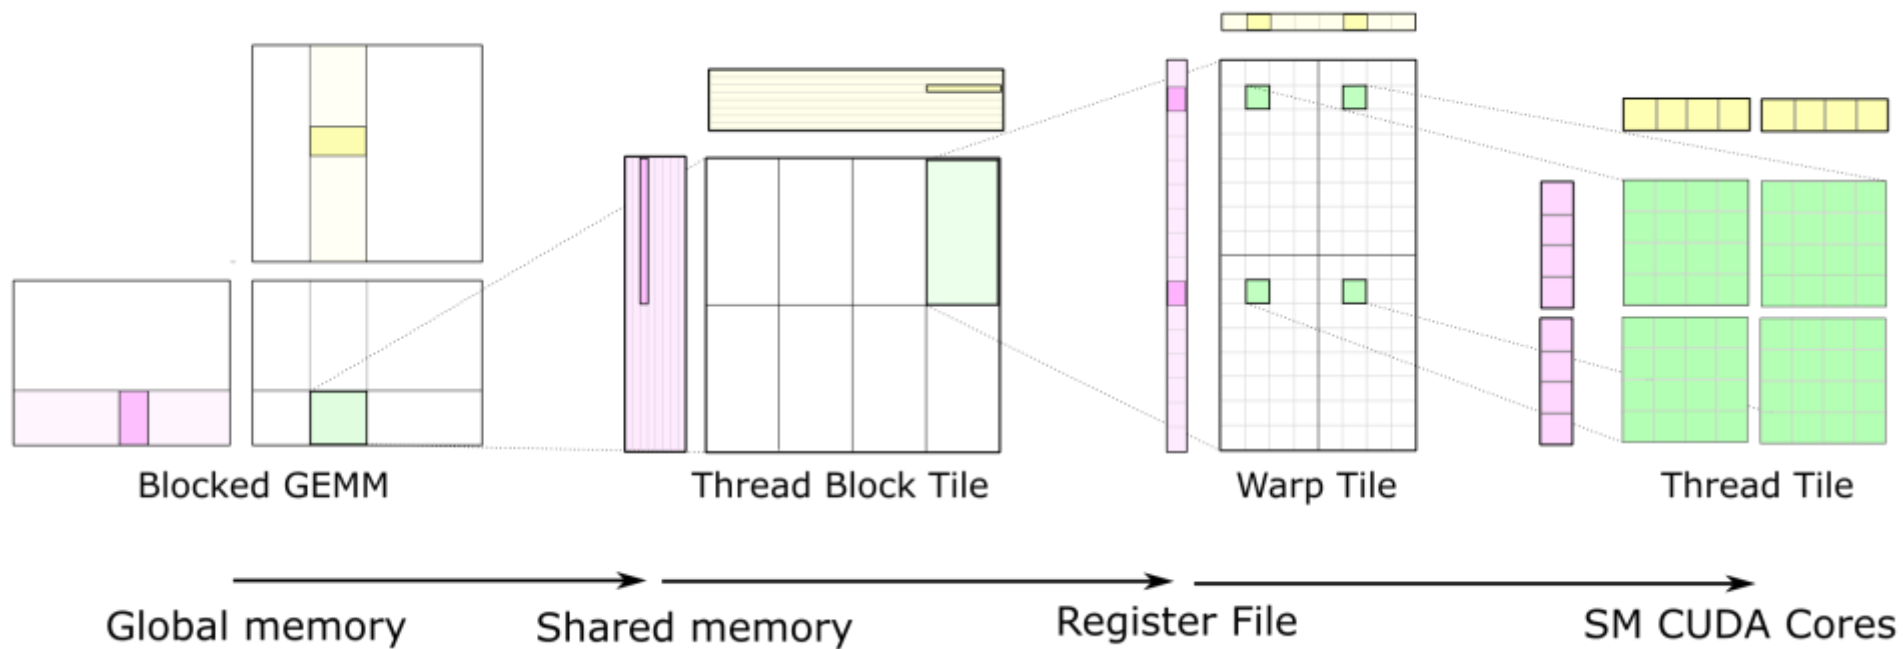 Blocked GEMM
Thread Block Tile
Warp Tile
Thread Tile
Global memory
Shared memory
Register File
SM CUDA Cores